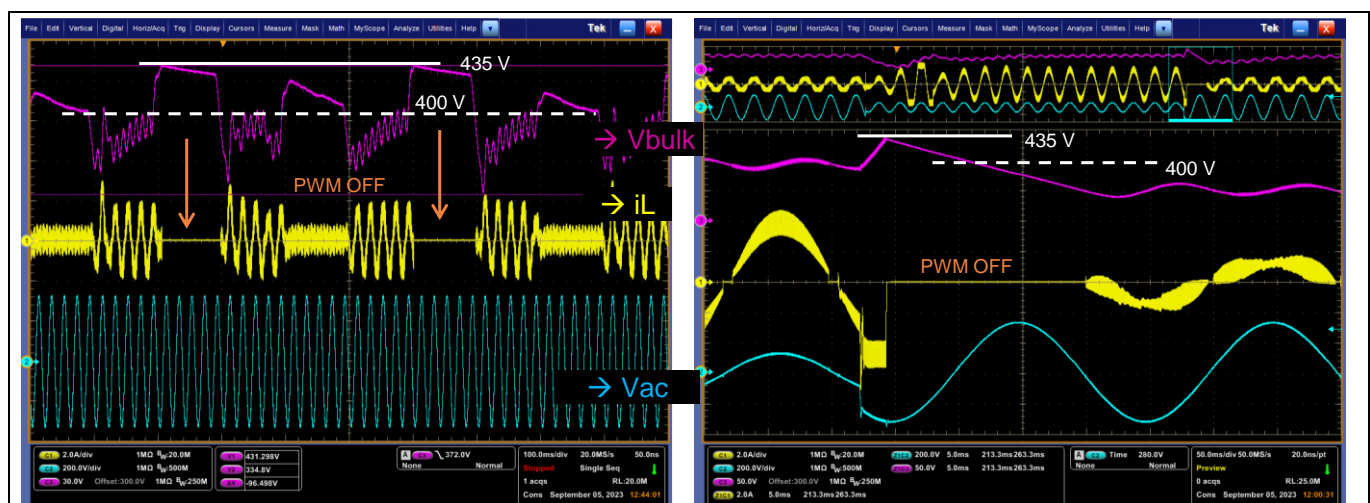 File Edit Vertical Digital Horiz/Acq Trig Display Cursors Measure Mask Math MyScope Analyze Utilities Help Tek X
435 V
400 V
PWM OFF
→ Vbulk
→ iL
→ Vac
C1 2.0A/div 1MΩ BW:20.0M
C2 200.0V/div 1MΩ BW:500M
C3 30.0V Offset:300.0V 1MΩ BW:250M
V1 431.298V
V2 334.8V
ΔV -96.498V
A C3 372.0V
None Normal
100.0ms/div 20.0MS/s 50.0ns
Stopped Single Seq
1 acqs RL:20.0M
Cons September 05, 2023 12:44:01
File Edit Vertical Digital Horiz/Acq Trig Display Cursors Measure Mask Math MyScope Analyze Utilities Help Tek X
435 V
400 V
PWM OFF
C1 2.0A/div 1MΩ BW:20.0M
C2 200.0V/div 1MΩ BW:500M
C3 50.0V Offset:300.0V 1MΩ BW:250M
Z1C1 2.0A 5.0ms 213.3ms 263.3ms
Z1C2 200.0V 5.0ms 213.3ms 263.3ms
Z1C3 50.0V 5.0ms 213.3ms 263.3ms
A C2 Time 280.0V
None Normal
50.0ms/div 50.0MS/s 20.0ns/pt
Preview
0 acqs RL:25.0M
Cons September 05, 2023 12:00:31